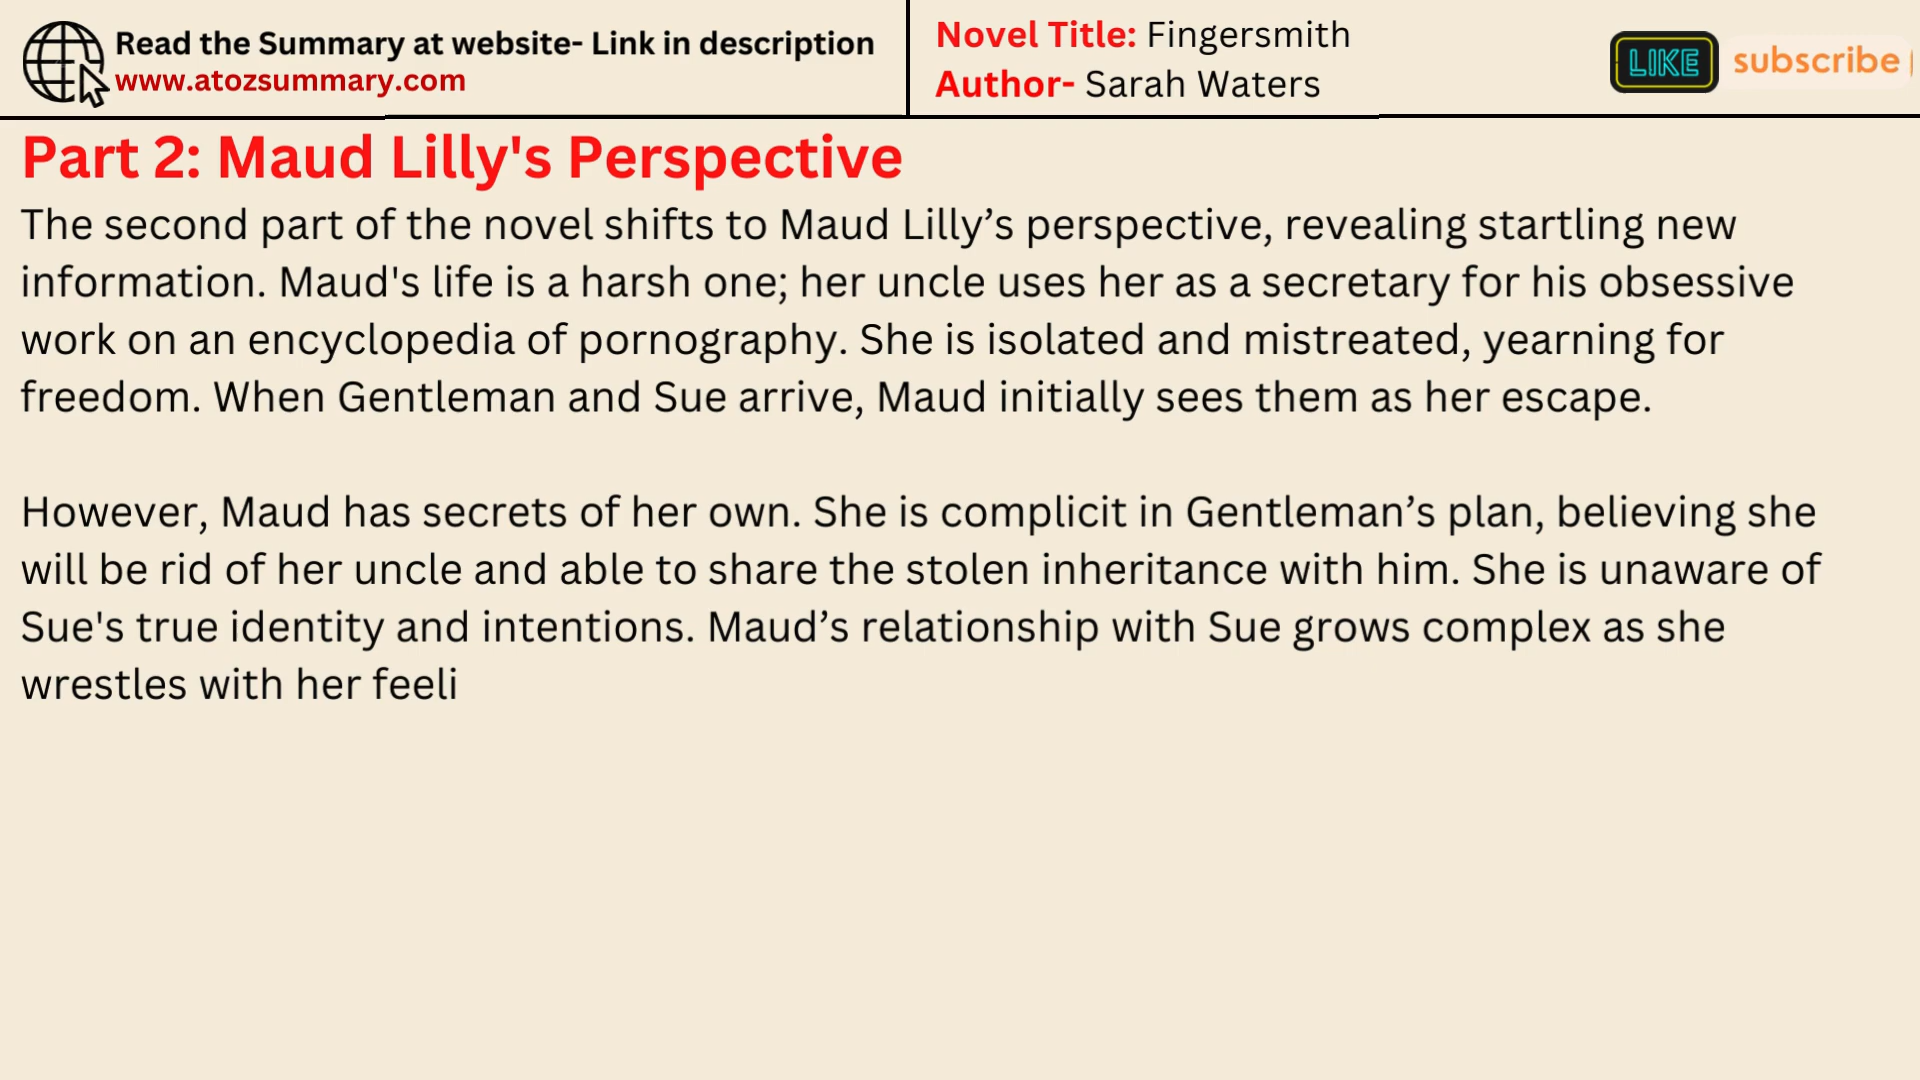 Read the Summary at website- Link in description
www.atozsummary.com
Novel Title: Fingersmith
Author- Sarah Waters
LIKE
subscribe
Part 2: Maud Lilly's Perspective
The second part of the novel shifts to Maud Lilly’s perspective, revealing startling new
information. Maud's life is a harsh one; her uncle uses her as a secretary for his obsessive
work on an encyclopedia of pornography. She is isolated and mistreated, yearning for
freedom. When Gentleman and Sue arrive, Maud initially sees them as her escape.
However, Maud has secrets of her own. She is complicit in Gentleman’s plan, believing she
will be rid of her uncle and able to share the stolen inheritance with him. She is unaware of
Sue's true identity and intentions. Maud’s relationship with Sue grows complex as she
wrestles with her feeli